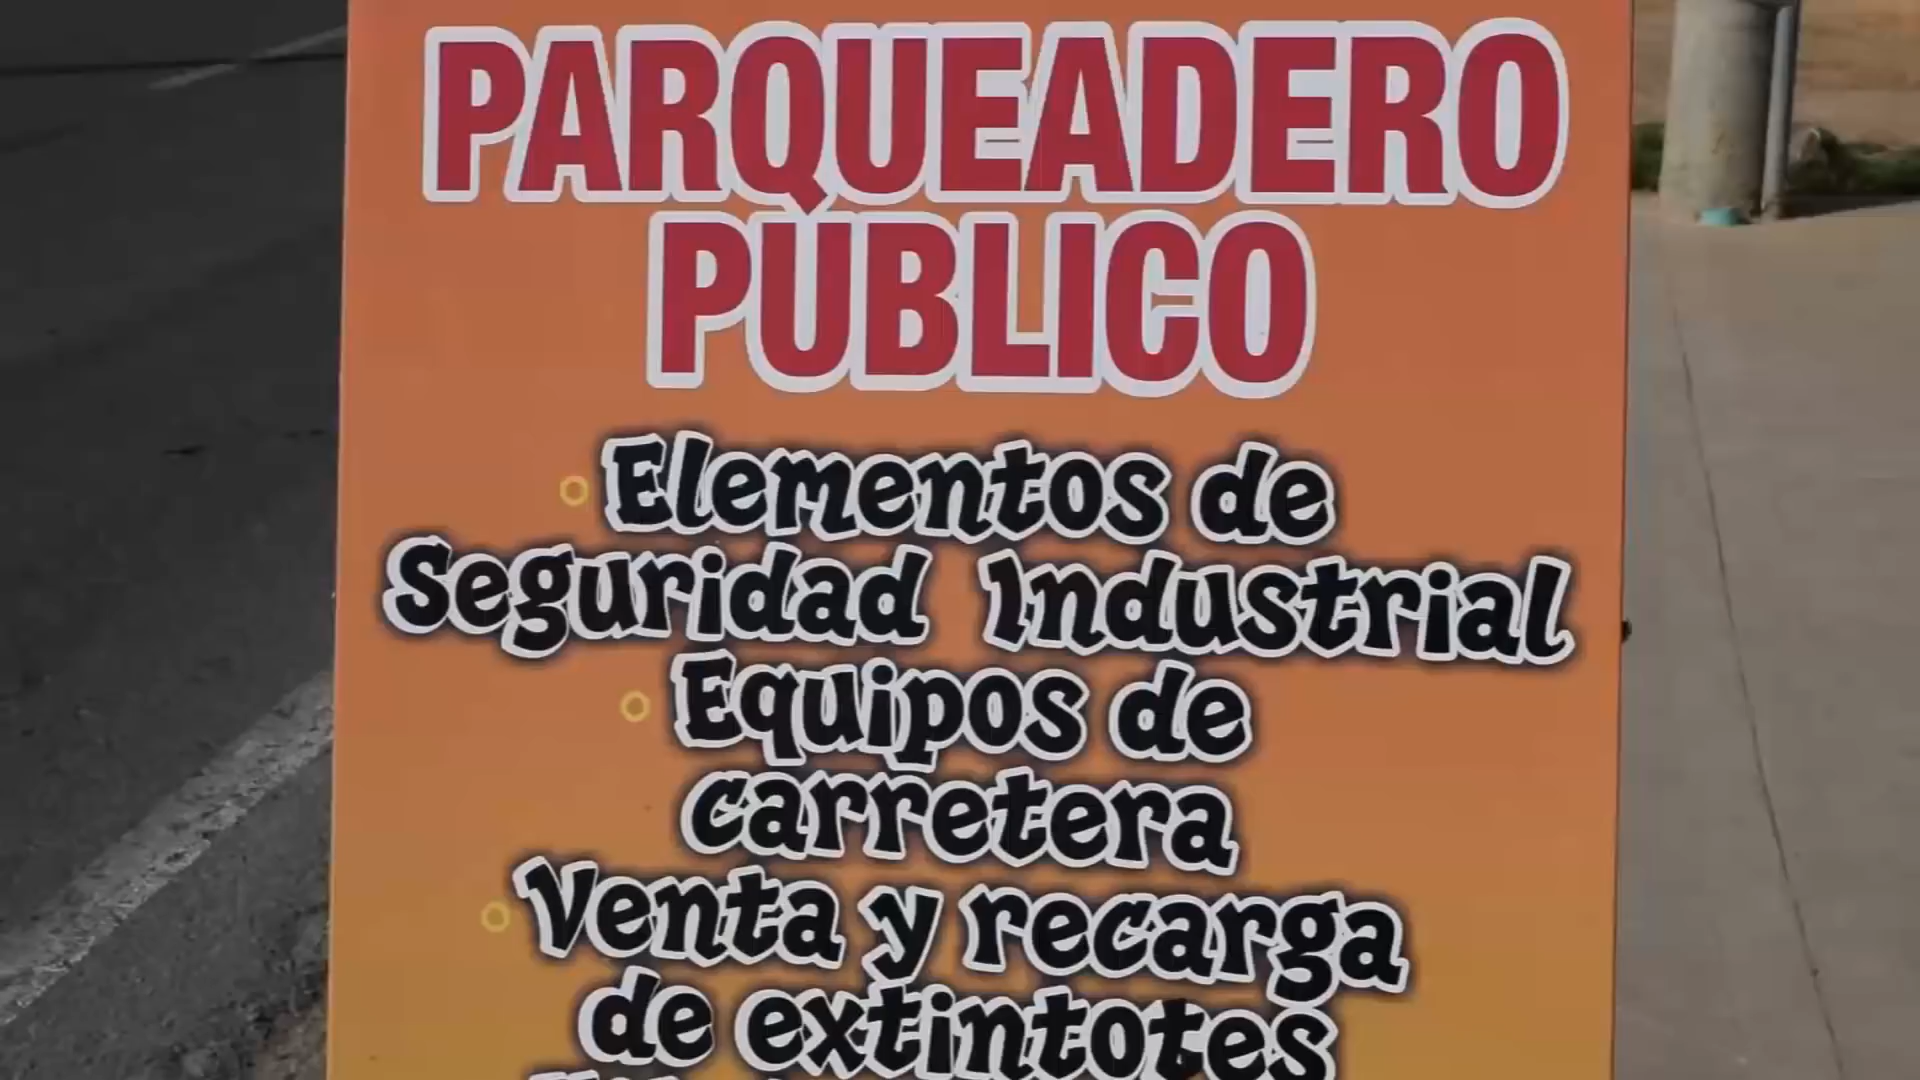 PARQUEADERO
PUBLICO
Elementos de
Seguridad Industrial
Equipos de
carretera
Venta y recarga
de extintotes